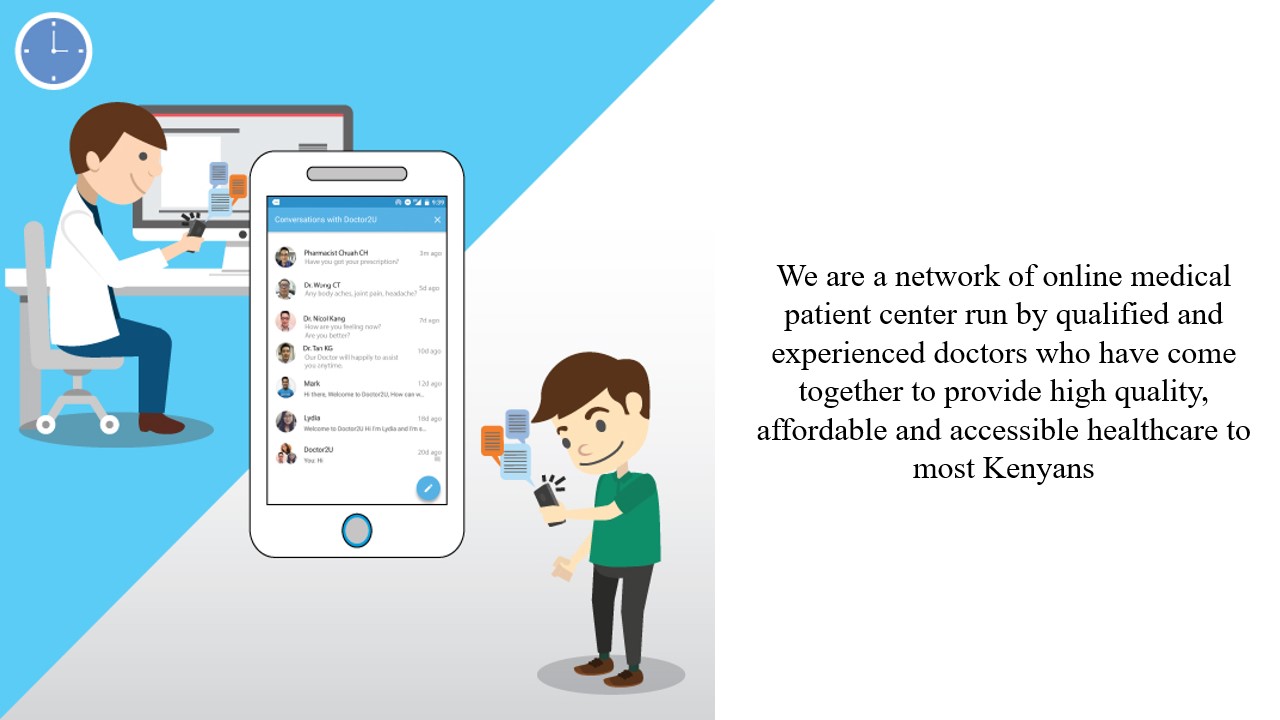 9:39
Conversations with Doctor2U
Pharmacist Chuah CH
3m ago
Have you got your prescription?
Dr. Wong CT
5d ago
Any body aches, joint pain, headache?
Dr. Nicol Kang
7d ago
How are you feeling now?
Are you better?
Dr. Tan KG
10d ago
Our Doctor will happily to assist
you onytime.
Mark
12d ago
Hi there, Welcome to Doctor2U, How can w...
Lydia
18d ago
Welcome to Doctor2U Hi I'm Lydia and I'm s...
Doctor2U
20d ago
You: Hi
We are a network of online medical
patient center run by qualified and
experienced doctors who have come
together to provide high quality,
affordable and accessible healthcare to
most Kenyans